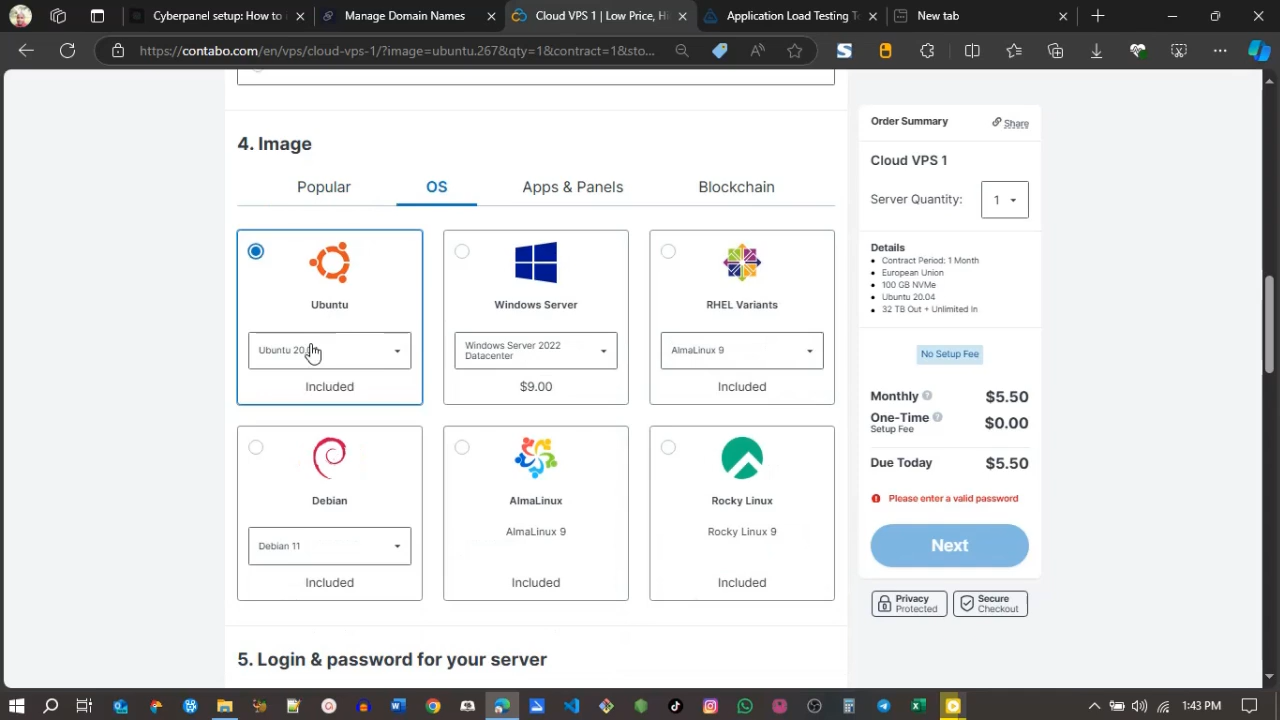 Cyberpanel setup: How to
Manage Domain Names
Cloud VPS 1 | Low Price, Hi
Application Load Testing To
New tab
https://contabo.com/en/vps/cloud-vps-1/?image=ubuntu.267&qty=1&contract=1&sto...
4. Image
Popular
OS
Apps & Panels
Blockchain
Ubuntu
Windows Server
RHEL Variants
Ubuntu 20.
Windows Server 2022
Datacenter
AlmaLinux 9
Included
$9.00
Included
Debian
AlmaLinux
Rocky Linux
Debian 11
AlmaLinux 9
Rocky Linux 9
Included
Included
Included
5. Login & password for your server
Order Summary
Share
Cloud VPS 1
Server Quantity:
1
Details
Contract Period: 1 Month
European Union
100 GB NVMe
Ubuntu 20.04
32 TB Out + Unlimited In
No Setup Fee
Monthly
$5.50
One-Time
Setup Fee
$0.00
Due Today
$5.50
Please enter a valid password
Next
Privacy
Protected
Secure
Checkout
1:43 PM